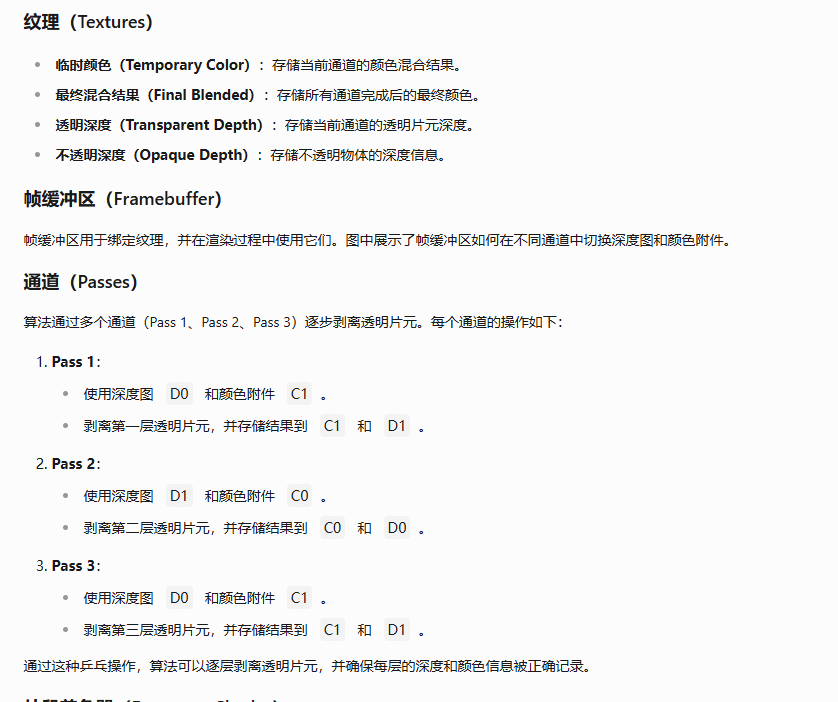 纹理（Textures）
临时颜色（Temporary Color）：存储当前通道的颜色混合结果。
最终混合结果（Final Blended）：存储所有通道完成后的最终颜色。
透明深度（Transparent Depth）：存储当前通道的透明片元深度。
不透明深度（Opaque Depth）：存储不透明物体的深度信息。
帧缓冲区（Framebuffer）
帧缓冲区用于绑定纹理，并在渲染过程中使用它们。图中展示了帧缓冲区如何在不同通道中切换深度图和颜色附件。
通道（Passes）
算法通过多个通道（Pass 1、Pass 2、Pass 3）逐步剥离透明片元。每个通道的操作如下：
1. Pass 1：
使用深度图 D0 和颜色附件 C1 。
剥离第一层透明片元，并存储结果到 C1 和 D1 。
2. Pass 2：
使用深度图 D1 和颜色附件 C0 。
剥离第二层透明片元，并存储结果到 C0 和 D0 。
3. Pass 3：
使用深度图 D0 和颜色附件 C1 。
剥离第三层透明片元，并存储结果到 C1 和 D1 。
通过这种乒乓操作，算法可以逐层剥离透明片元，并确保每层的深度和颜色信息被正确记录。